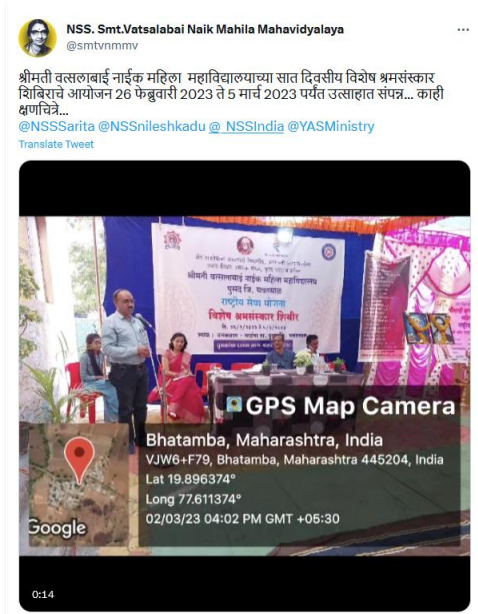 NSS. Smt.Vatsalabai Naik Mahila Mahavidyalaya
@smtvnmmv
श्रीमती वत्सलाबाई नाईक महिला महाविद्यालयाच्या सात दिवसीय विशेष श्रमसंस्कार
शिबिराचे आयोजन 26 फेब्रुवारी 2023 ते 5 मार्च 2023 पर्यंत उत्साहात संपन्न... काही
क्षणचित्रे...
@NSSSarita @NSSnileshkadu @_NSSIndia @YASMinistry
Translate Tweet
श्रीमती वत्सलाबाई नाईक महिला महाविद्यालय
पुसद जि. यवतमाळ
राष्ट्रीय सेवा योजना
विशेष श्रमसंस्कार शिबीर
GPS Map Camera
Bhatamba, Maharashtra, India
VJW6+F79, Bhatamba, Maharashtra 445204, India
Lat 19.896374°
Long 77.611374°
02/03/23 04:02 PM GMT +05:30
Google
0:14